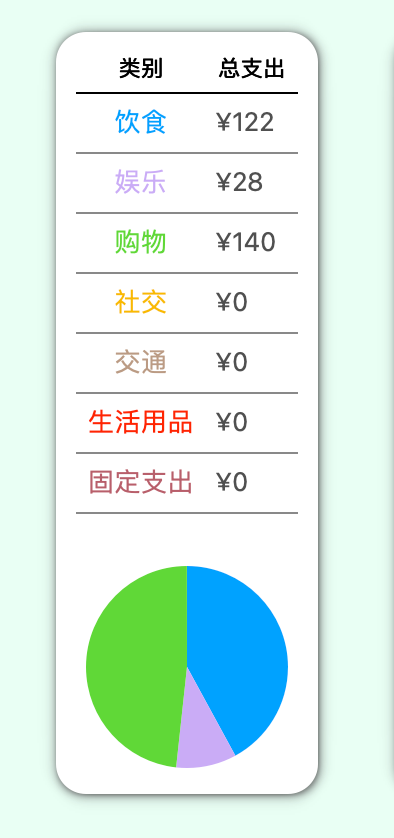 类别 总支出
饮食 ¥122
娱乐 ¥28
购物 ¥140
社交 ¥0
交通 ¥0
生活用品 ¥0
固定支出 ¥0